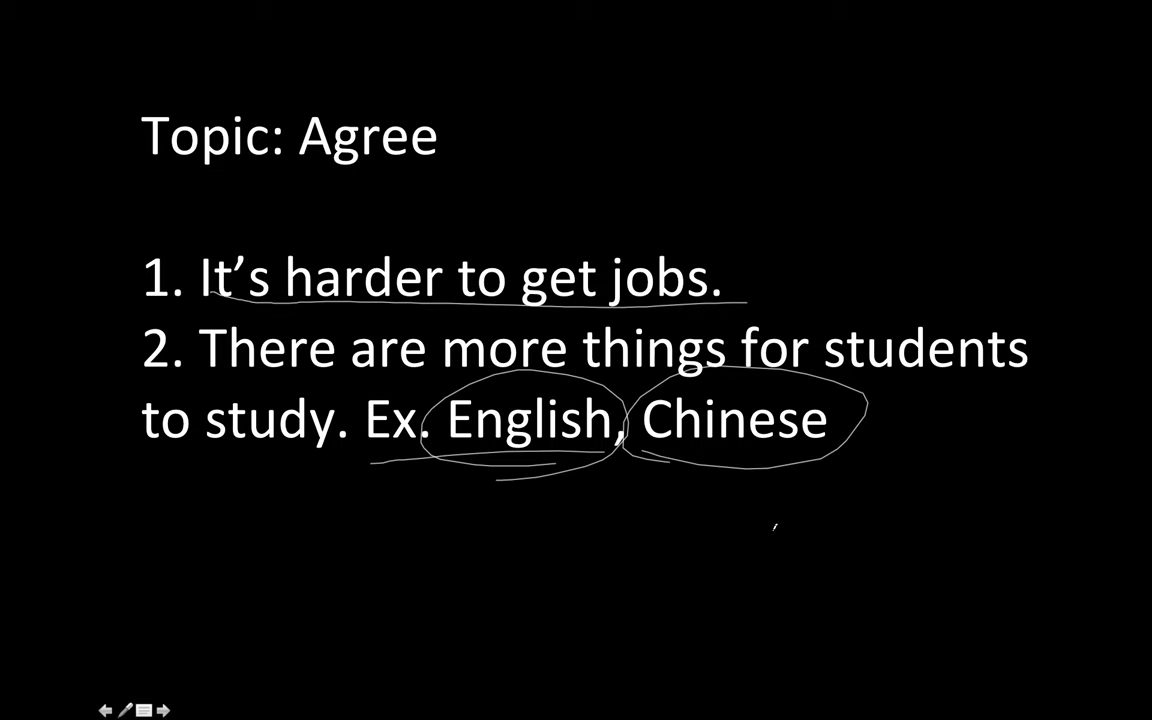 Topic: Agree
1. It’s harder to get jobs.
2. There are more things for students
to study. Ex. English, Chinese